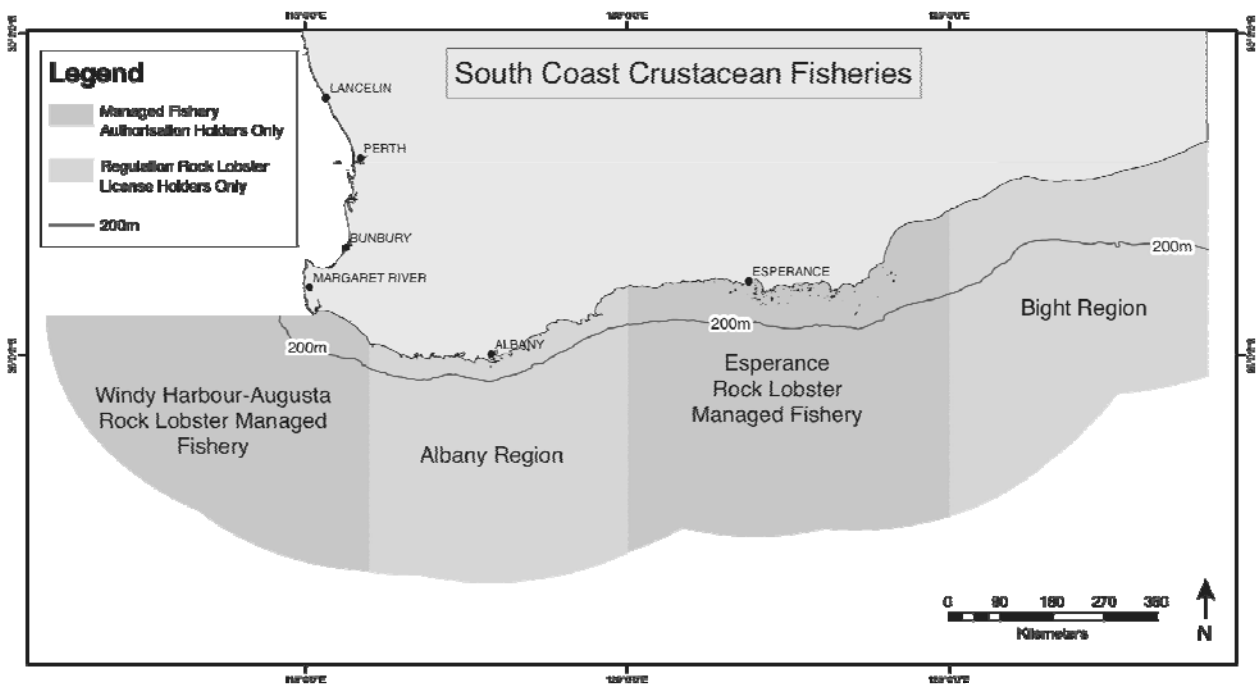 South Coast Crustacean Fisheries
Legend
Managed Fishery
Authorisation Holders Only
Regulation Rock Lobster
License Holders Only
200m
LANCELIN
PERTH
BUNBURY
MARGARET RIVER
ALBANY
ESPERANCE
200m
200m
200m
Windy Harbour-Augusta
Rock Lobster Managed
Fishery
Albany Region
Esperance
Rock Lobster
Managed Fishery
Bight Region
0 90 180 270 360
Kilometers
N